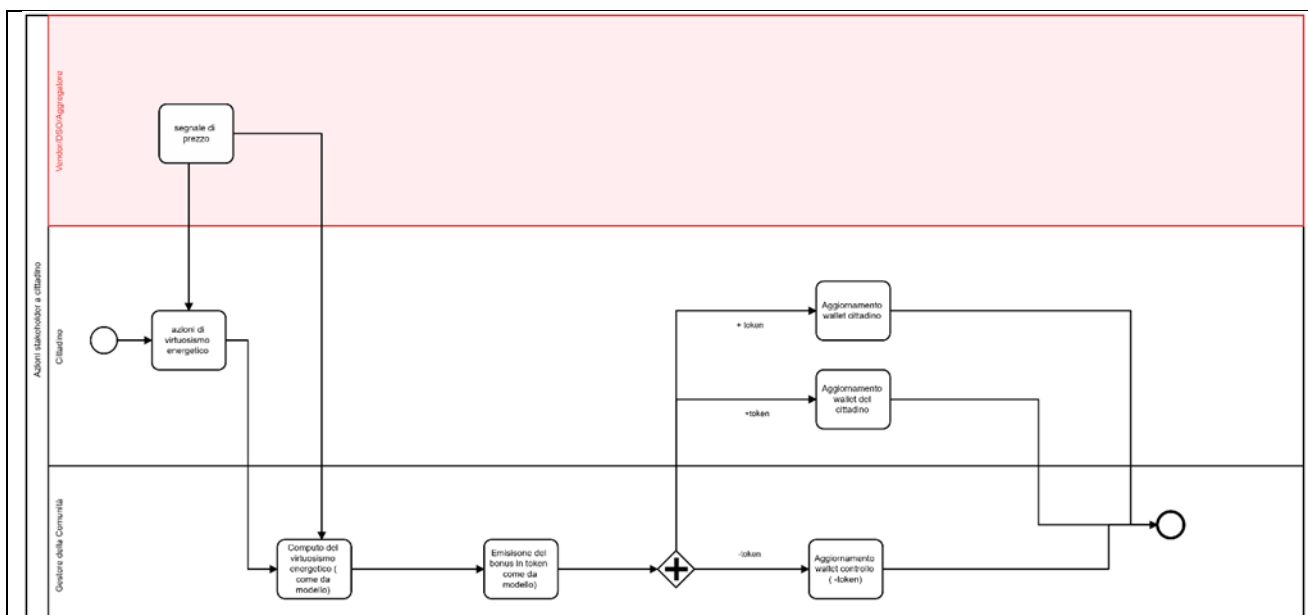 Azioni stakeholder a cittadino
Vendor/DSO/Aggregatore
segnale di
prezzo
Cittadino
azioni di
virtuosismo
energetico
+ token
Aggiornamento
wallet cittadino
+token
Aggiornamento
wallet del
cittadino
Gestore della Comunità
Computo del
virtuosismo
energetico (
come da
modello)
Emisisone del
bonus in token
come da
modello)
-token
Aggiornamento
wallet controllo
( -token)